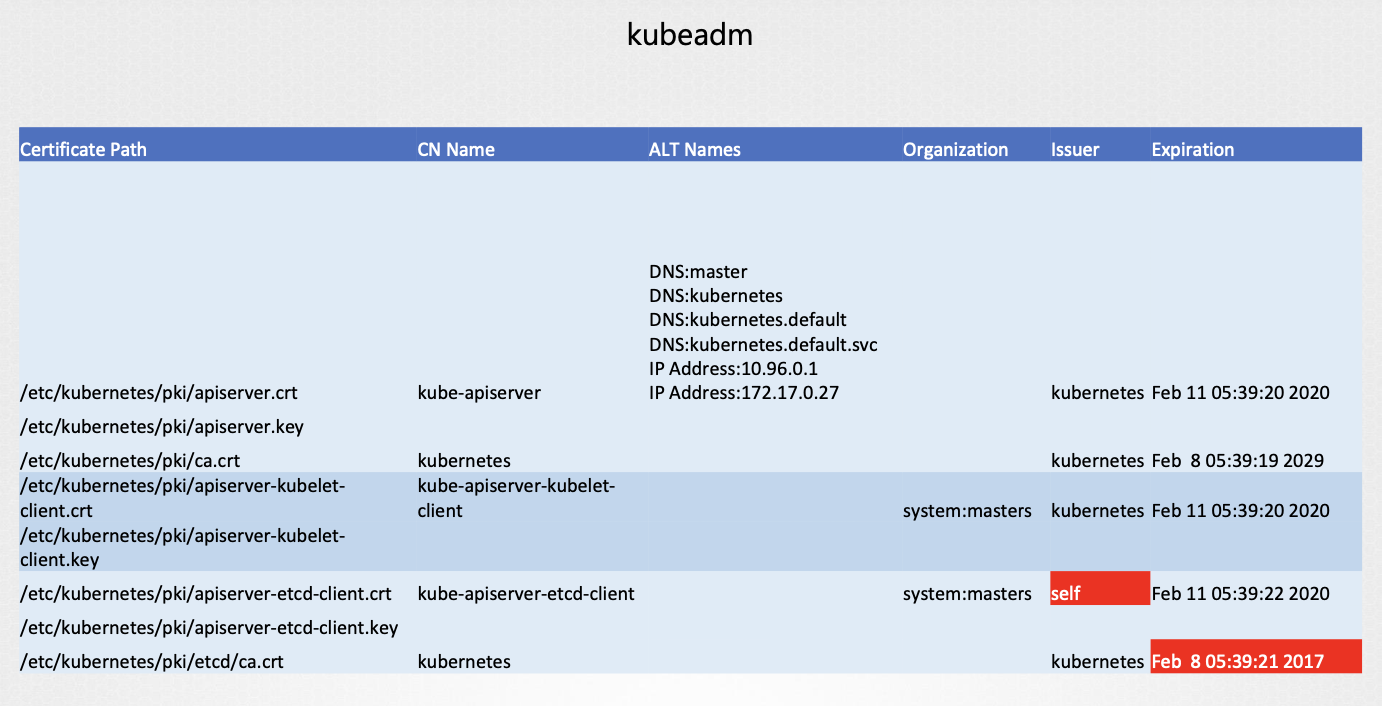 kubeadm
Certificate Path CN Name ALT Names Organization Issuer Expiration
DNS:master
DNS:kubernetes
DNS:kubernetes.default
DNS:kubernetes.default.svc
IP Address:10.96.0.1
/etc/kubernetes/pki/apiserver.crt kube-apiserver IP Address:172.17.0.27 kubernetes Feb 11 05:39:20 2020
/etc/kubernetes/pki/apiserver.key
/etc/kubernetes/pki/ca.crt kubernetes kubernetes Feb  8 05:39:19 2029
/etc/kubernetes/pki/apiserver-kubelet- kube-apiserver-kubelet-
client.crt client system:masters kubernetes Feb 11 05:39:20 2020
/etc/kubernetes/pki/apiserver-kubelet-
client.key
/etc/kubernetes/pki/apiserver-etcd-client.crt kube-apiserver-etcd-client system:masters self Feb 11 05:39:22 2020
/etc/kubernetes/pki/apiserver-etcd-client.key
/etc/kubernetes/pki/etcd/ca.crt kubernetes kubernetes Feb  8 05:39:21 2017